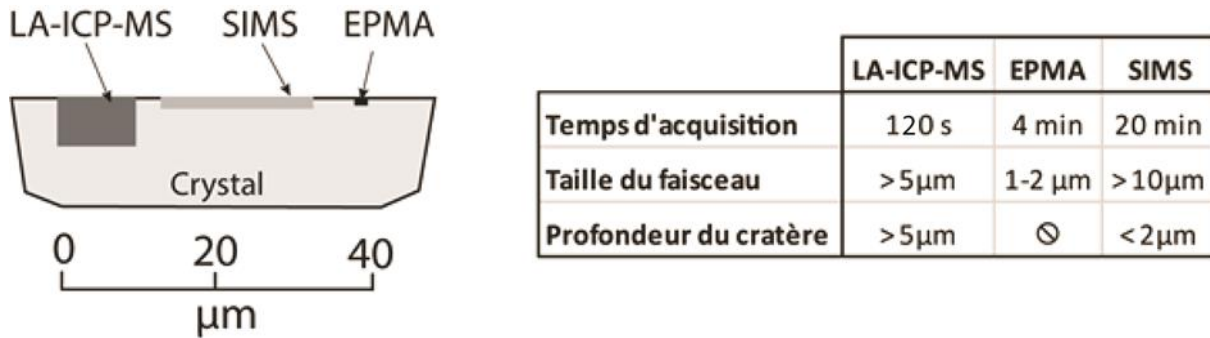 LA-ICP-MS SIMS EPMA
Crystal
0 20 40
µm
LA-ICP-MS EPMA SIMS
Temps d'acquisition 120 s 4 min 20 min
Taille du faisceau >5µm 1-2 µm >10µm
Profondeur du cratère >5µm <2µm